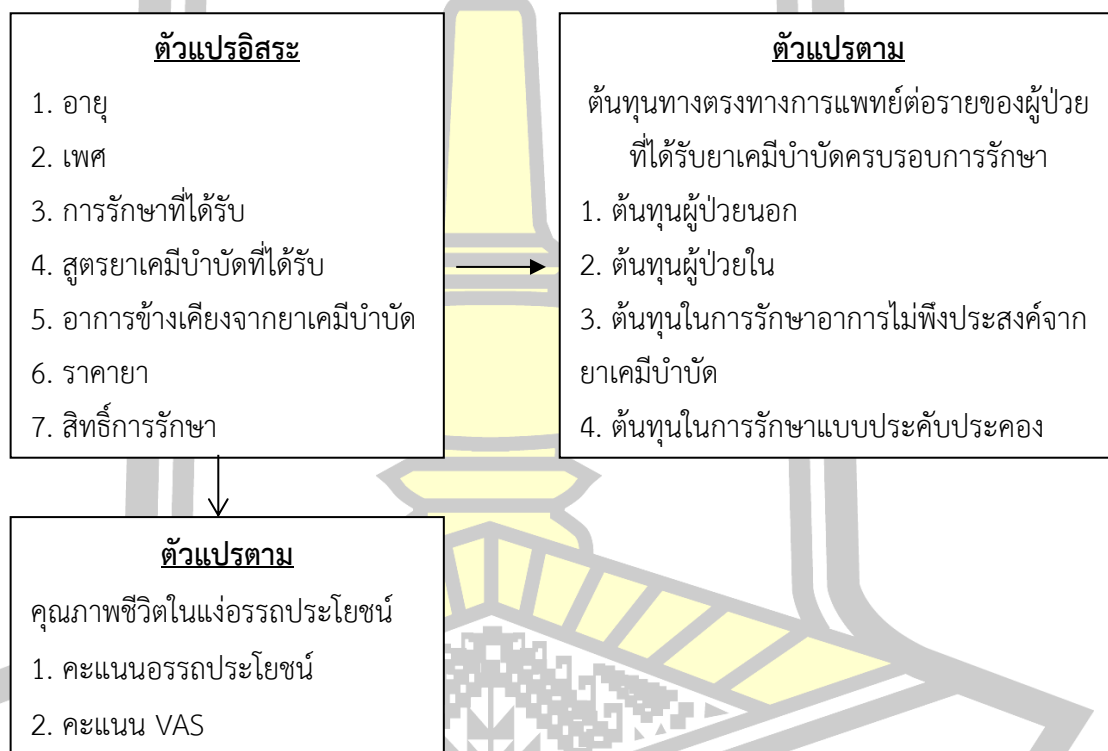 ตัวแปรอิสระ
1. อายุ
2. เพศ
3. การรักษาที่ได้รับ
4. สูตรยาเคมีบำบัดที่ได้รับ
5. อาการข้างเคียงจากยาเคมีบำบัด
6. ราคายา
7. สิทธิ์การรักษา
ตัวแปรตาม
ต้นทุนทางตรงทางการแพทย์ต่อรายของผู้ป่วย
ที่ได้รับยาเคมีบำบัดครบรอบการรักษา
1. ต้นทุนผู้ป่วยนอก
2. ต้นทุนผู้ป่วยใน
3. ต้นทุนในการรักษาอาการไม่พึงประสงค์จาก
ยาเคมีบำบัด
4. ต้นทุนในการรักษาแบบประคับประคอง
ตัวแปรตาม
คุณภาพชีวิตในแง่อรรถประโยชน์
1. คะแนนอรรถประโยชน์
2. คะแนน VAS